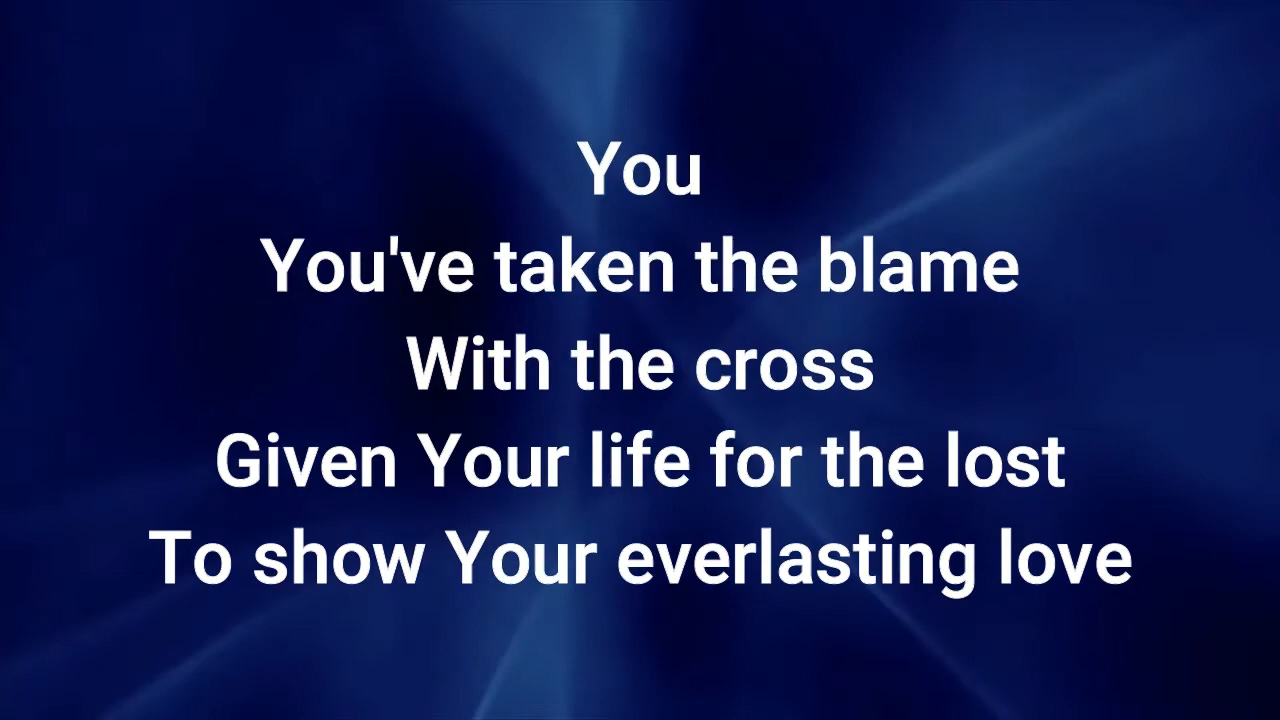 You
You've taken the blame
With the cross
Given Your life for the lost
To show Your everlasting love